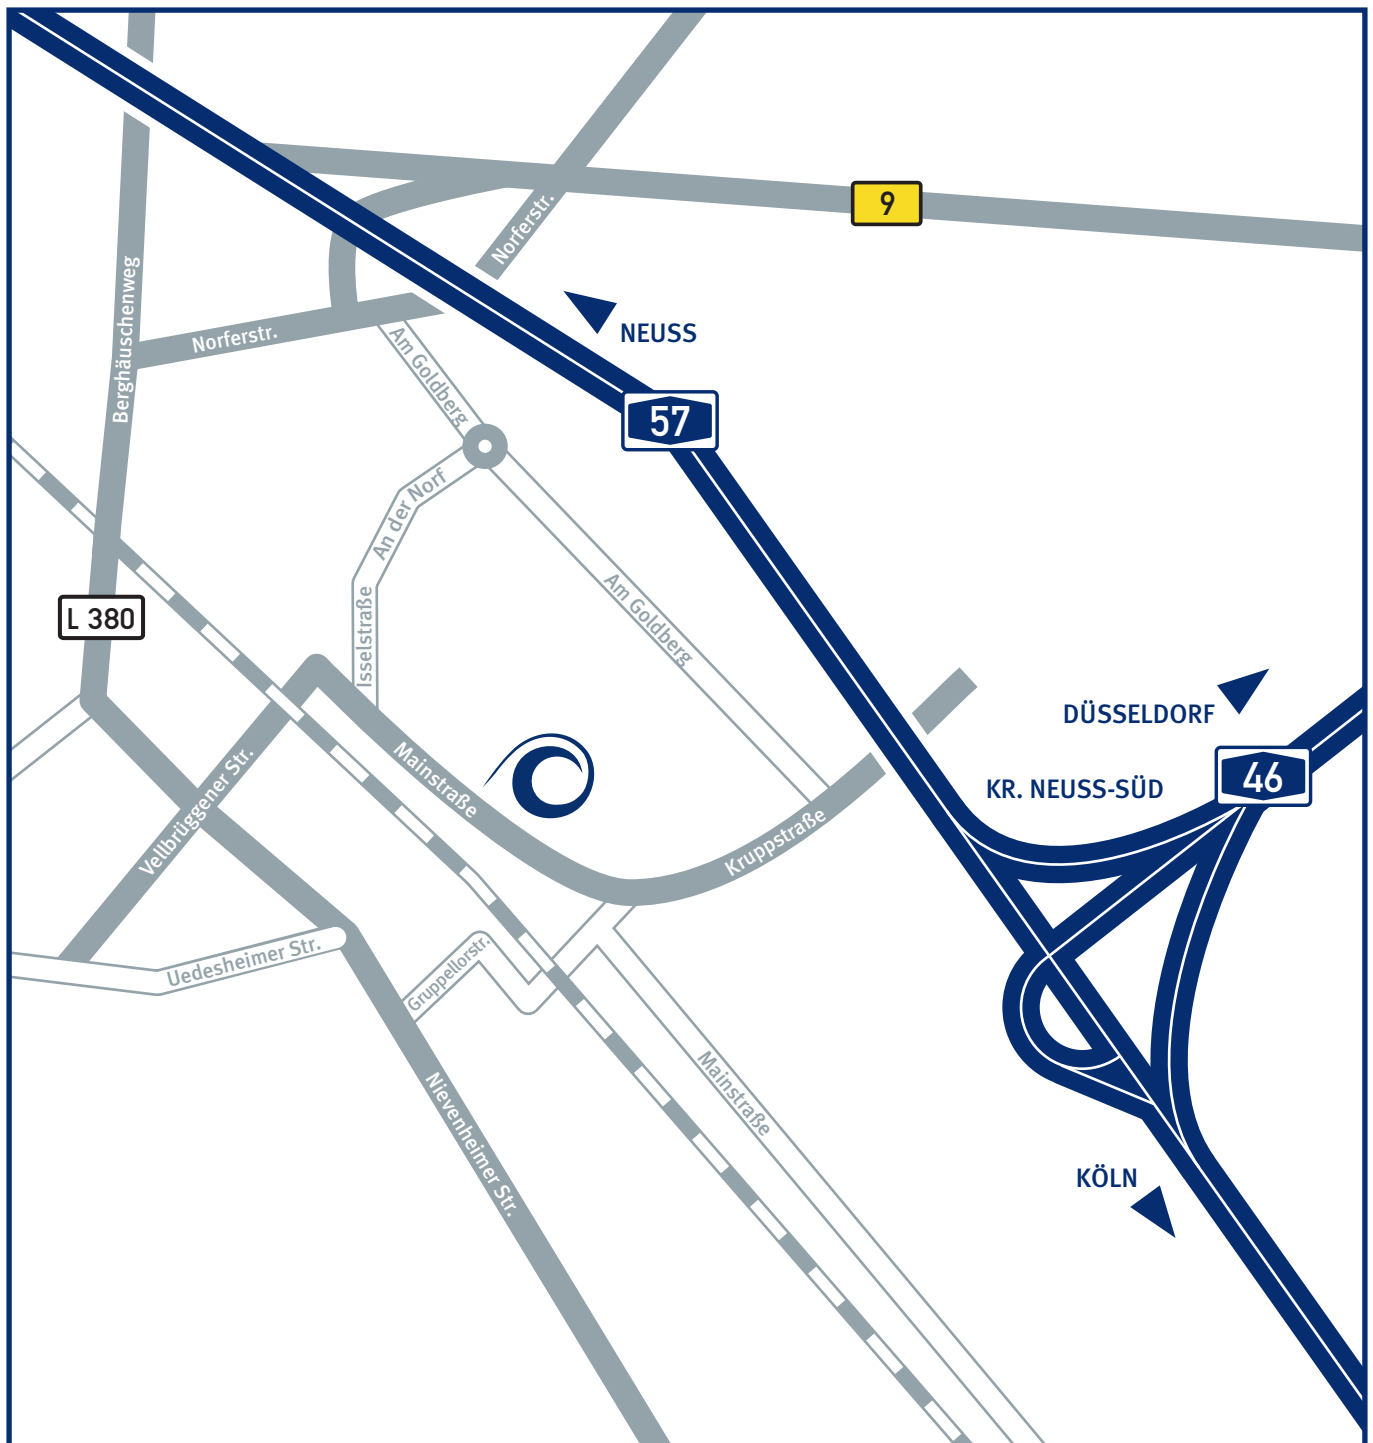 9
Norferstr.
Berghäuschenweg
NEUSS
Norferstr.
Am Goldberg
57
An der Norf
L 380
Isselstraße
Am Goldberg
DÜSSELDORF
46
KR. NEUSS-SÜD
Mainstraße
Vellbrüggener Str.
Kruppstraße
Uedesheimer Str.
Gruppellorstr.
Mainstraße
Nievenheimer Str.
KÖLN